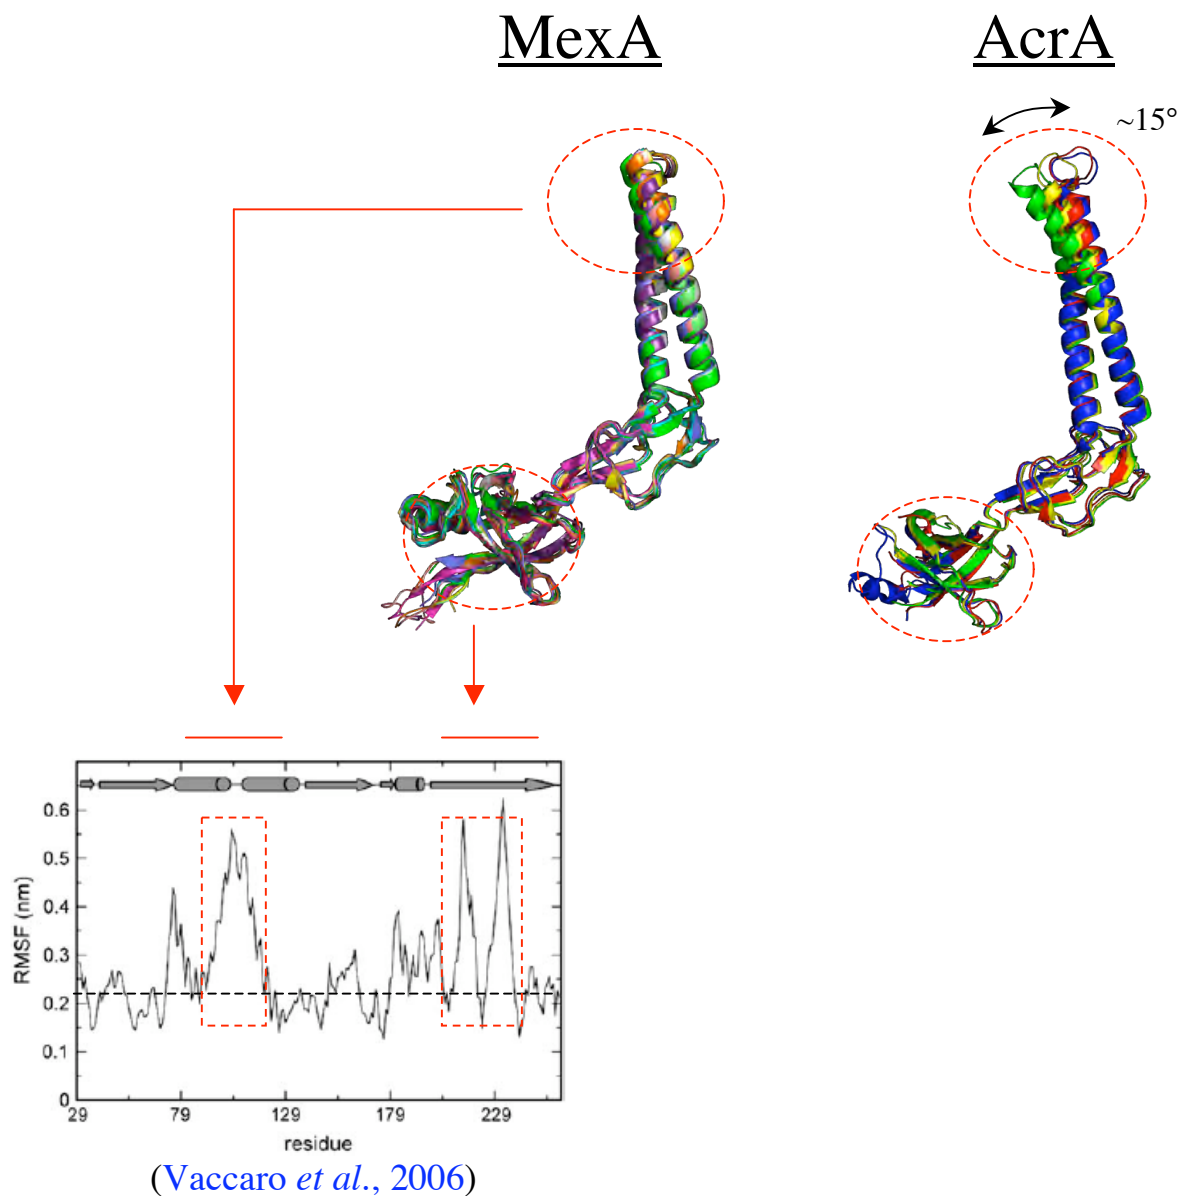 MexA
AcrA
~15°
0.6
0.5
0.4
0.3
0.2
0.1
0
RMSF (nm)
29 79 129 179 229
residue
(Vaccaro et al., 2006)